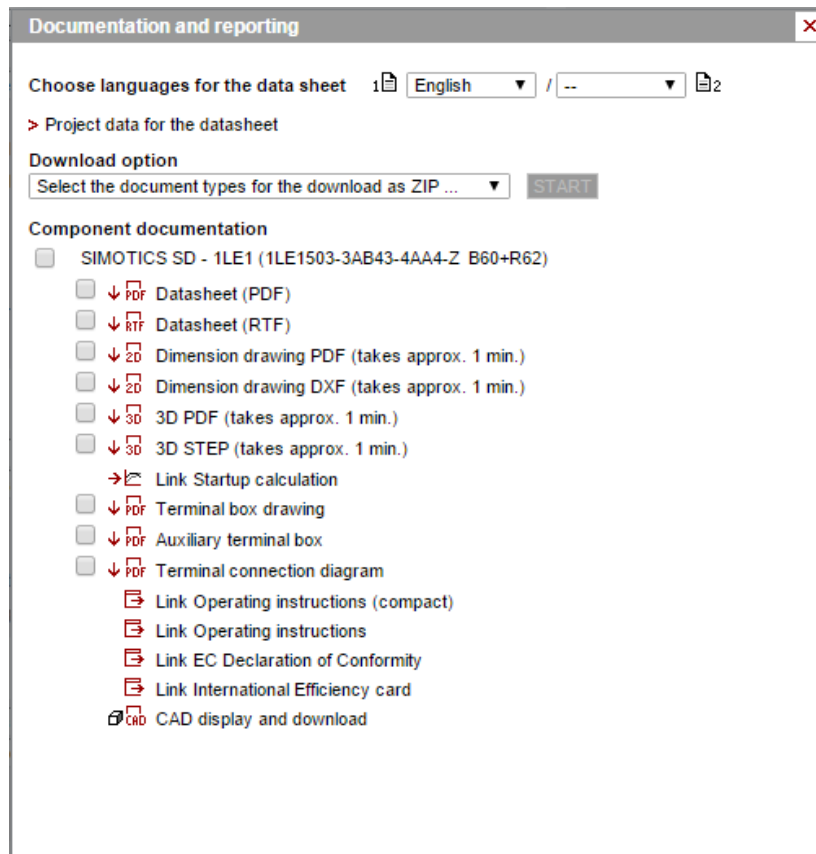 Documentation and reporting
Choose languages for the data sheet 1 English / -- 2
> Project data for the datasheet
Download option
Select the document types for the download as ZIP ... START
Component documentation
SIMOTICS SD - 1LE1 (1LE1503-3AB43-4AA4-Z B60+R62)
PDF Datasheet (PDF)
RTF Datasheet (RTF)
2D Dimension drawing PDF (takes approx. 1 min.)
2D Dimension drawing DXF (takes approx. 1 min.)
3D 3D PDF (takes approx. 1 min.)
3D 3D STEP (takes approx. 1 min.)
Link Startup calculation
PDF Terminal box drawing
PDF Auxiliary terminal box
PDF Terminal connection diagram
Link Operating instructions (compact)
Link Operating instructions
Link EC Declaration of Conformity
Link International Efficiency card
CAD CAD display and download